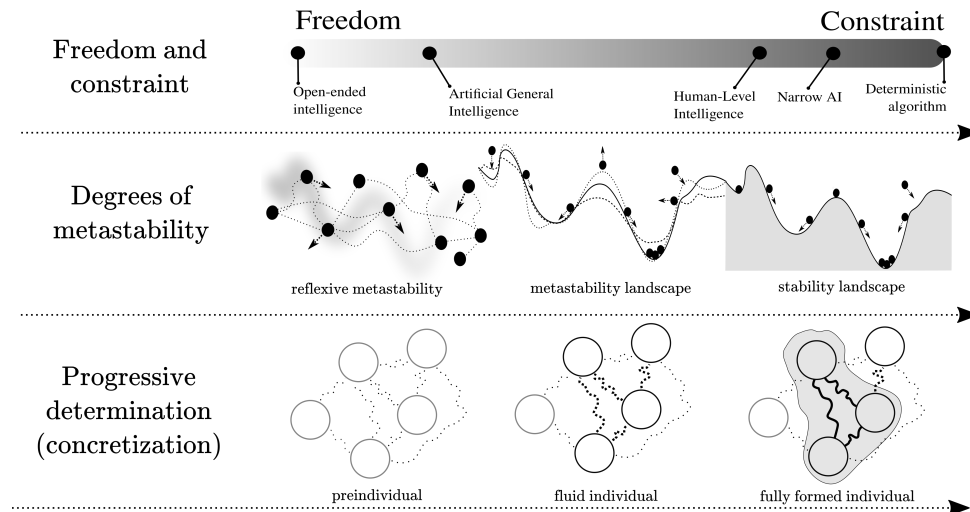 Freedom
Constraint
Freedom and
constraint
Open-ended
intelligence
Artificial General
Intelligence
Human-Level
Intelligence
Narrow AI
Deterministic
algorithm
Degrees of
metastability
reflexive metastability
metastability landscape
stability landscape
Progressive
determination
(concretization)
preindividual
fluid individual
fully formed individual